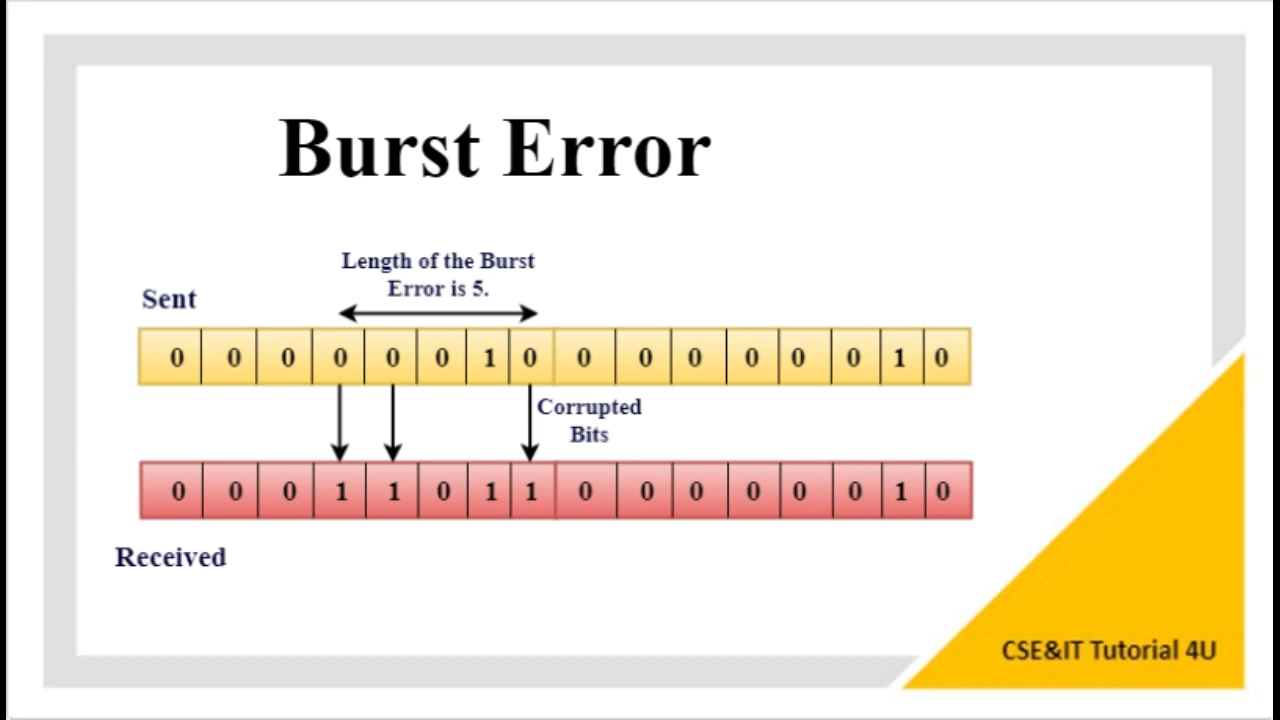 Burst Error
Length of the Burst
Error is 5.
Sent
0 0 0 0 0 0 1 0 0 0 0 0 0 0 1 0
Corrupted
Bits
0 0 0 1 1 0 1 1 0 0 0 0 0 0 1 0
Received
CSE&IT Tutorial 4U